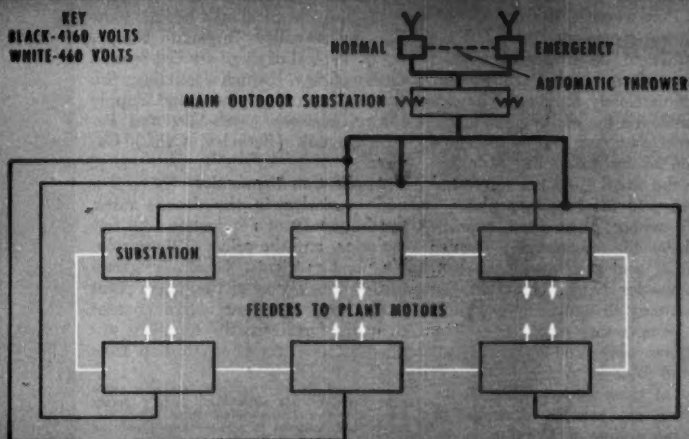 KEY
BLACK-4160 VOLTS
WHITE-460 VOLTS
NORMAL
EMERGENCY
AUTOMATIC THROWER
MAIN OUTDOOR SUBSTATION
SUBSTATION
FEEDERS TO PLANT MOTORS